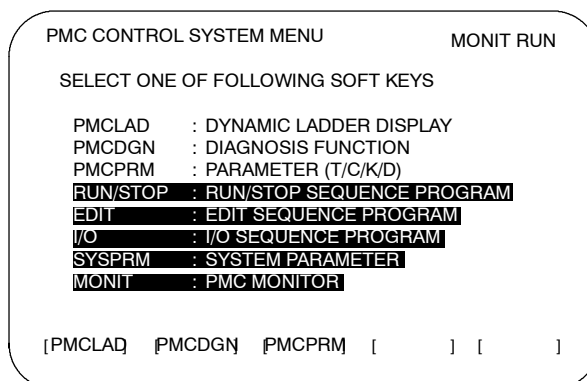 PMC CONTROL SYSTEM MENU MONIT RUN
SELECT ONE OF FOLLOWING SOFT KEYS
PMCLAD : DYNAMIC LADDER DISPLAY
PMCDGN : DIAGNOSIS FUNCTION
PMCPRM : PARAMETER (T/C/K/D)
RUN/STOP : RUN/STOP SEQUENCE PROGRAM
EDIT : EDIT SEQUENCE PROGRAM
I/O : I/O SEQUENCE PROGRAM
SYSPRM : SYSTEM PARAMETER
MONIT : PMC MONITOR
[PMCLAD] [PMCDGN] [PMCPRM] [ ] [ ]